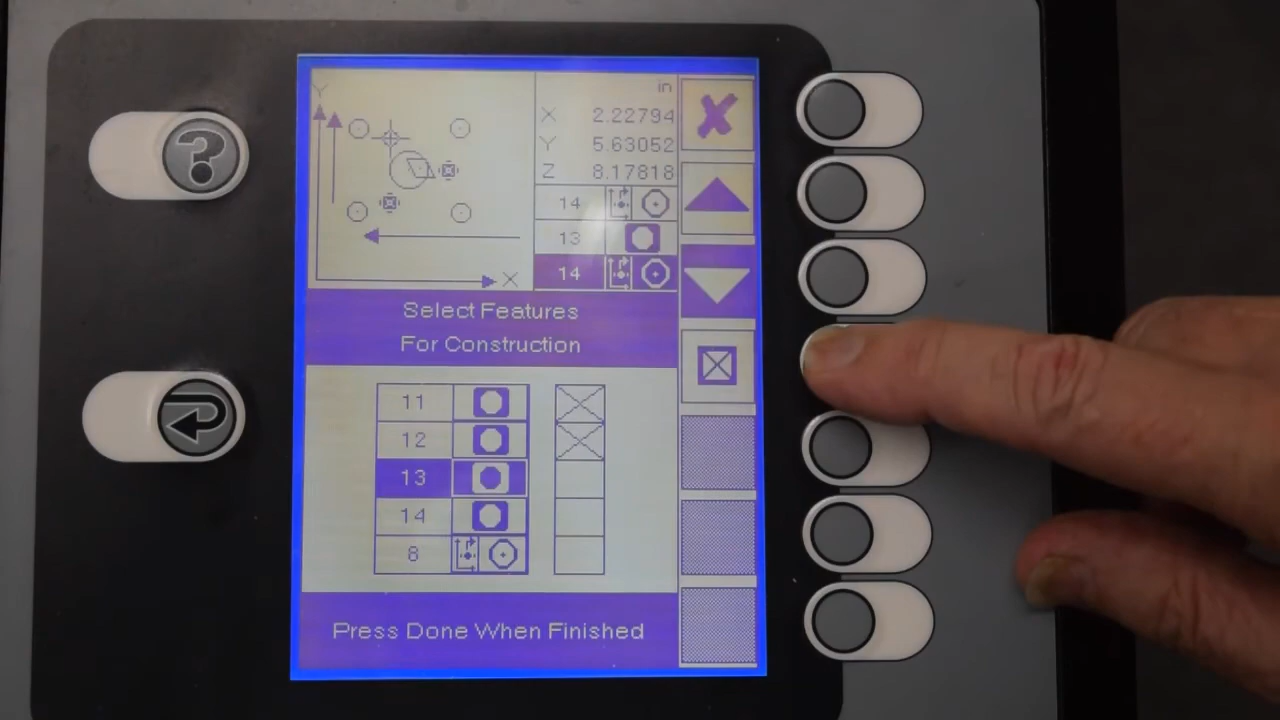 ?
Y
X
in
X 2.22794
Y 5.63052
Z 8.17818
14
13
14
Select Features
For Construction
11
12
13
14
8
Press Done When Finished